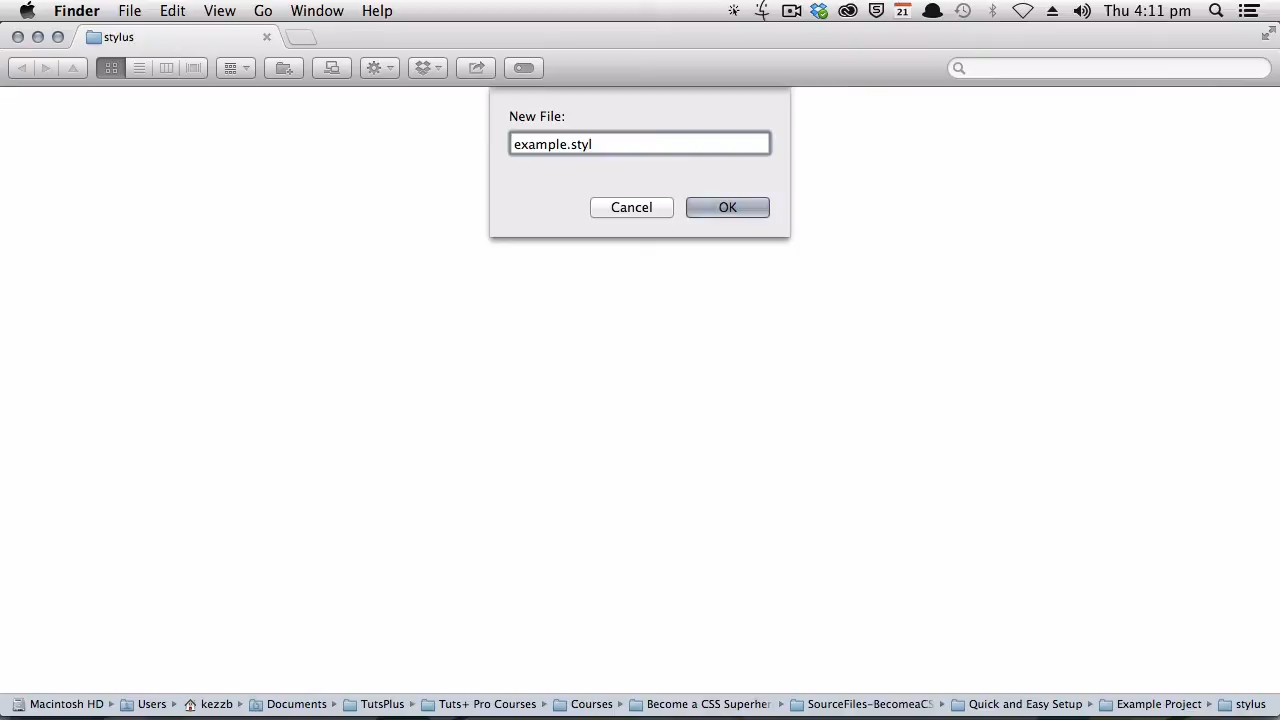 Finder File Edit View Go Window Help 21 Thu 4:11 pm
stylus
New File:
example.styl
Cancel OK
Macintosh HD Users kezzb Documents TutsPlus Tuts+ Pro Courses Courses Become a CSS Superher SourceFiles-BecomeaCS Quick and Easy Setup Example Project stylus